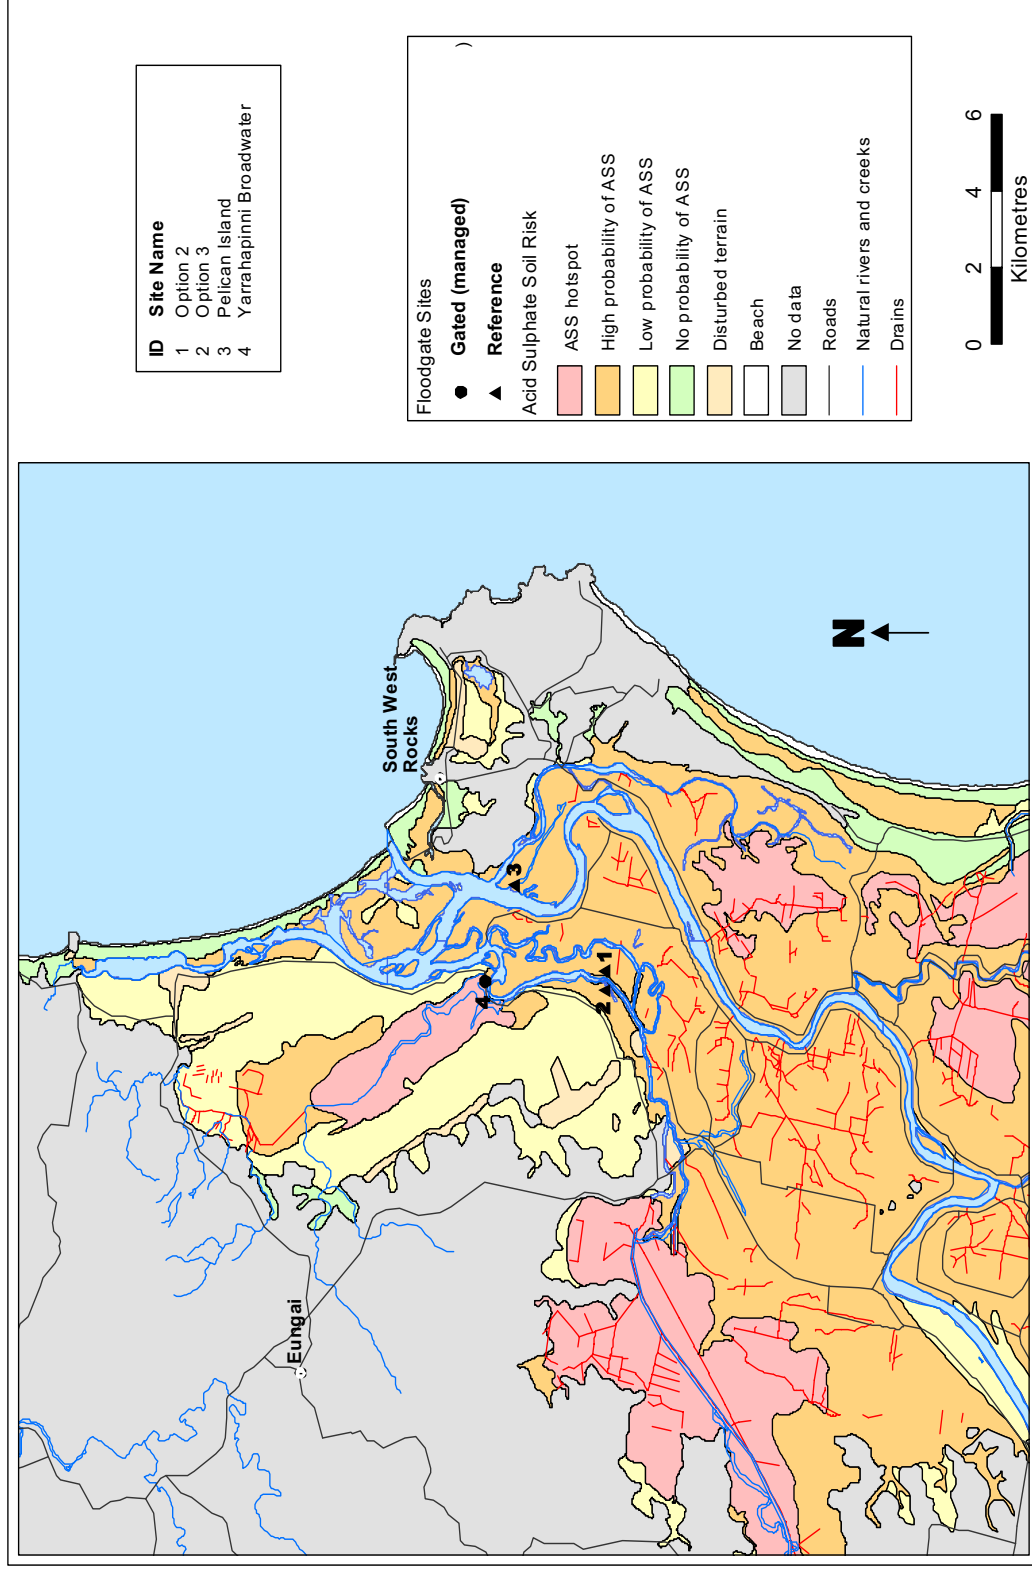 ID Site Name
1 Option 2
2 Option 3
3 Pelican Island
4 Yarrahapinni Broadwater
Floodgate Sites
Gated (managed)
)
Reference
Acid Sulphate Soil Risk
ASS hotspot
High probability of ASS
Low probability of ASS
No probability of ASS
Disturbed terrain
Beach
No data
Roads
Natural rivers and creeks
Drains
0 2 4 6
Kilometres
South West
Rocks
Eungai
N
1
2
3
4